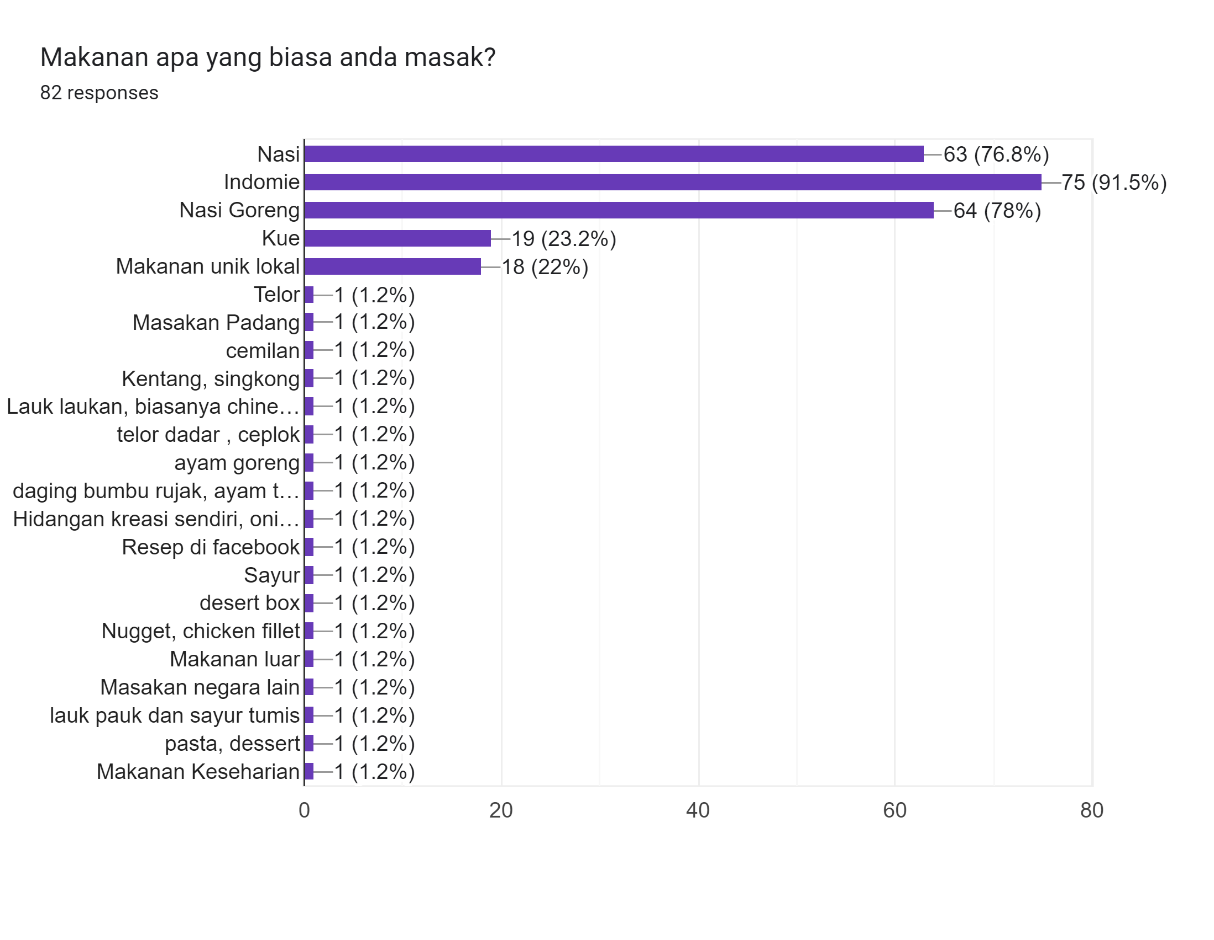 Makanan apa yang biasa anda masak?
82 responses
Nasi 63 (76.8%)
Indomie 75 (91.5%)
Nasi Goreng 64 (78%)
Kue 19 (23.2%)
Makanan unik lokal 18 (22%)
Telor 1 (1.2%)
Masakan Padang 1 (1.2%)
cemilan 1 (1.2%)
Kentang, singkong 1 (1.2%)
Lauk laukan, biasanya chine… 1 (1.2%)
telor dadar , ceplok 1 (1.2%)
ayam goreng 1 (1.2%)
daging bumbu rujak, ayam t… 1 (1.2%)
Hidangan kreasi sendiri, oni… 1 (1.2%)
Resep di facebook 1 (1.2%)
Sayur 1 (1.2%)
desert box 1 (1.2%)
Nugget, chicken fillet 1 (1.2%)
Makanan luar 1 (1.2%)
Masakan negara lain 1 (1.2%)
lauk pauk dan sayur tumis 1 (1.2%)
pasta, dessert 1 (1.2%)
Makanan Keseharian 1 (1.2%)
0 20 40 60 80